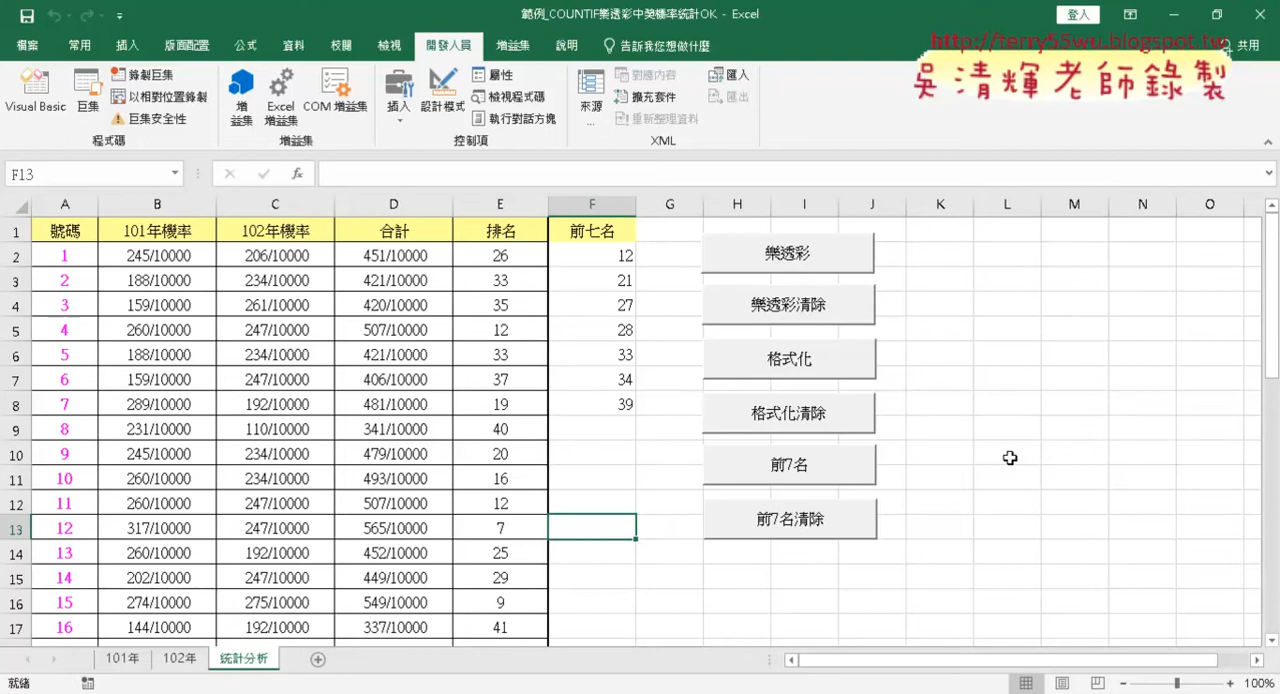 範例_COUNTIF樂透彩中獎機率統計OK - Excel
登入
檔案 常用 插入 版面配置 公式 資料 校閱 檢視 開發人員 增益集 說明 告訴我您想做什麼 共用
http://terry55wu.blogspot.tw
吳清輝老師錄製
Visual Basic 巨集 錄製巨集 以相對位置錄製 巨集安全性 程式碼
增益集 Excel 增益集 COM 增益集 增益集
插入 設計模式 屬性 檢視程式碼 執行對話方塊 控制項
來源... 對應內容 擴充套件 重新整理資料 匯入 匯出 XML
F13 fx
A B C D E F G H I J K L M N O
1 號碼 101年機率 102年機率 合計 排名 前七名
2 1 245/10000 206/10000 451/10000 26 12
3 2 188/10000 234/10000 421/10000 33 21
4 3 159/10000 261/10000 420/10000 35 27
5 4 260/10000 247/10000 507/10000 12 28
6 5 188/10000 234/10000 421/10000 33 33
7 6 159/10000 247/10000 406/10000 37 34
8 7 289/10000 192/10000 481/10000 19 39
9 8 231/10000 110/10000 341/10000 40
10 9 245/10000 234/10000 479/10000 20
11 10 260/10000 234/10000 493/10000 16
12 11 260/10000 247/10000 507/10000 12
13 12 317/10000 247/10000 565/10000 7
14 13 260/10000 192/10000 452/10000 25
15 14 202/10000 247/10000 449/10000 29
16 15 274/10000 275/10000 549/10000 9
17 16 144/10000 192/10000 337/10000 41
樂透彩
樂透彩清除
格式化
格式化清除
前7名
前7名清除
101年 102年 統計分析
就緒 100%